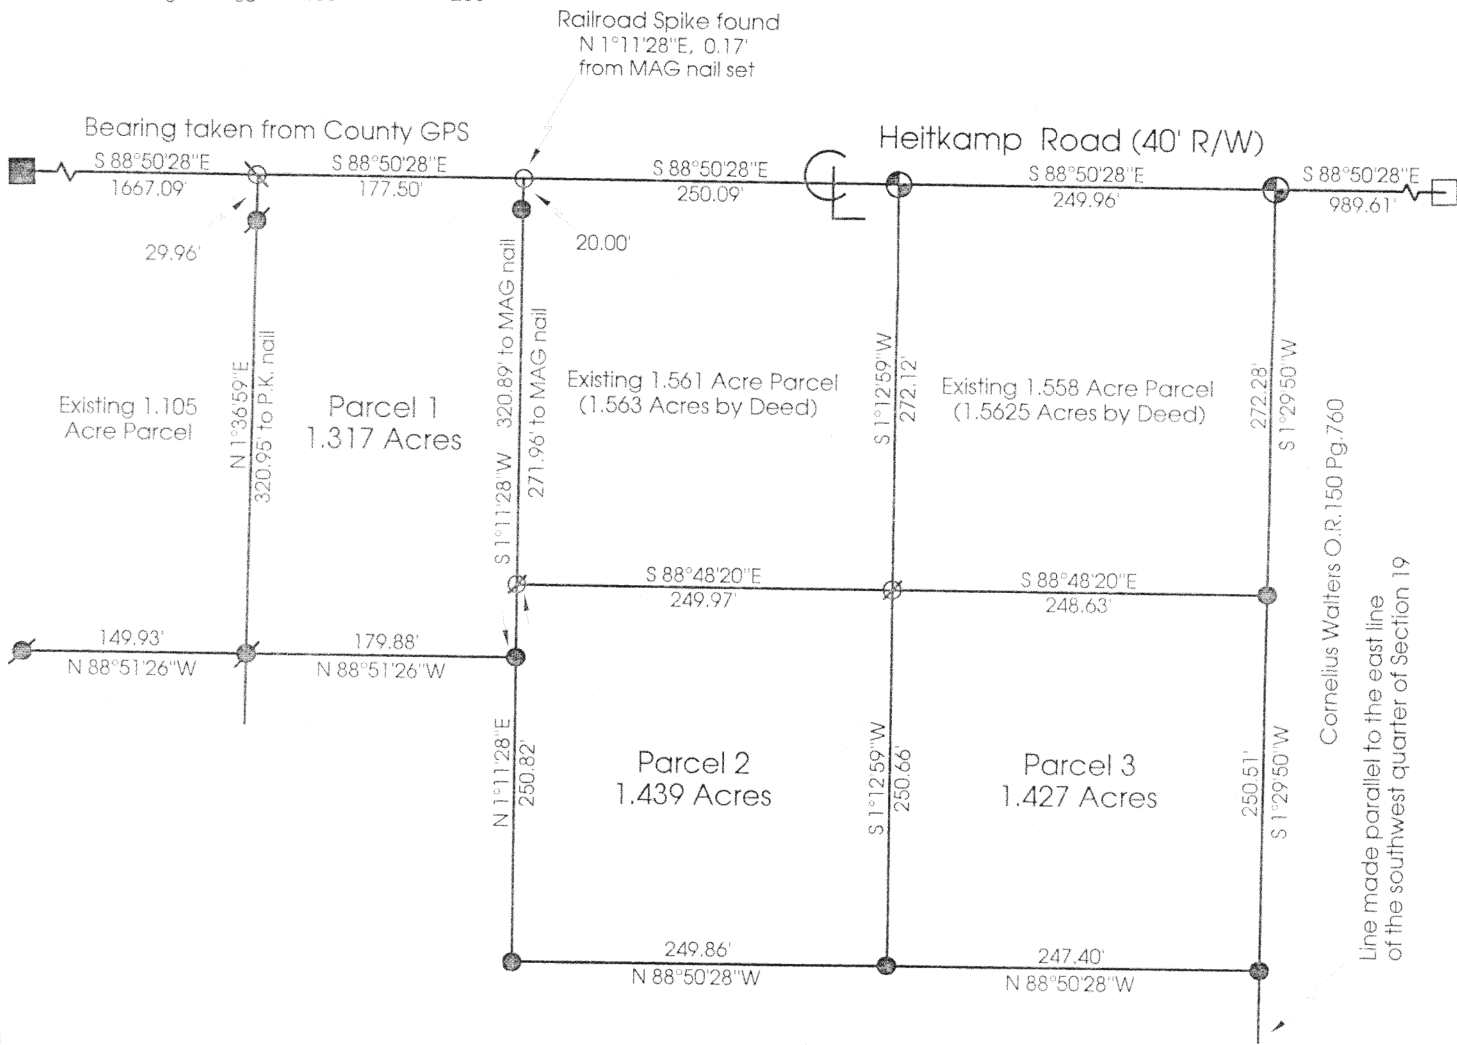 Railroad Spike found
N 1°11'28"E, 0.17'
from MAG nail set
Bearing taken from County GPS
Heitkamp Road (40' R/W)
S 88°50'28"E
1667.09'
S 88°50'28"E
177.50'
S 88°50'28"E
250.09'
CL
S 88°50'28"E
249.96'
S 88°50'28"E
989.61'
29.96'
20.00'
N 1°36'59"E
320.95' to P.K. nail
S 1°11'28"W 320.89' to MAG nail
271.96' to MAG nail
S 1°12'59"W
272.12'
272.28'
S 1°29'50"W
Existing 1.105
Acre Parcel
Parcel 1
1.317 Acres
Existing 1.561 Acre Parcel
(1.563 Acres by Deed)
Existing 1.558 Acre Parcel
(1.5625 Acres by Deed)
Cornelius Walters O.R.150 Pg.760
S 88°48'20"E
249.97'
S 88°48'20"E
248.63'
149.93'
N 88°51'26"W
179.88'
N 88°51'26"W
N 1°11'28"E
250.82'
Parcel 2
1.439 Acres
S 1°12'59"W
250.66'
Parcel 3
1.427 Acres
250.51'
S 1°29'50"W
Line made parallel to the east line
of the southwest quarter of Section 19
249.86'
N 88°50'28"W
247.40'
N 88°50'28"W